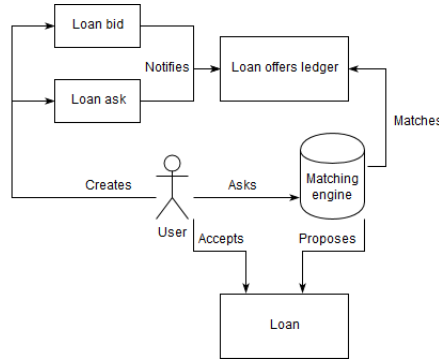 Loan bid
Notifies
Loan offers ledger
Loan ask
Matches
Creates
Asks
Matching
engine
User
Accepts
Proposes
Loan